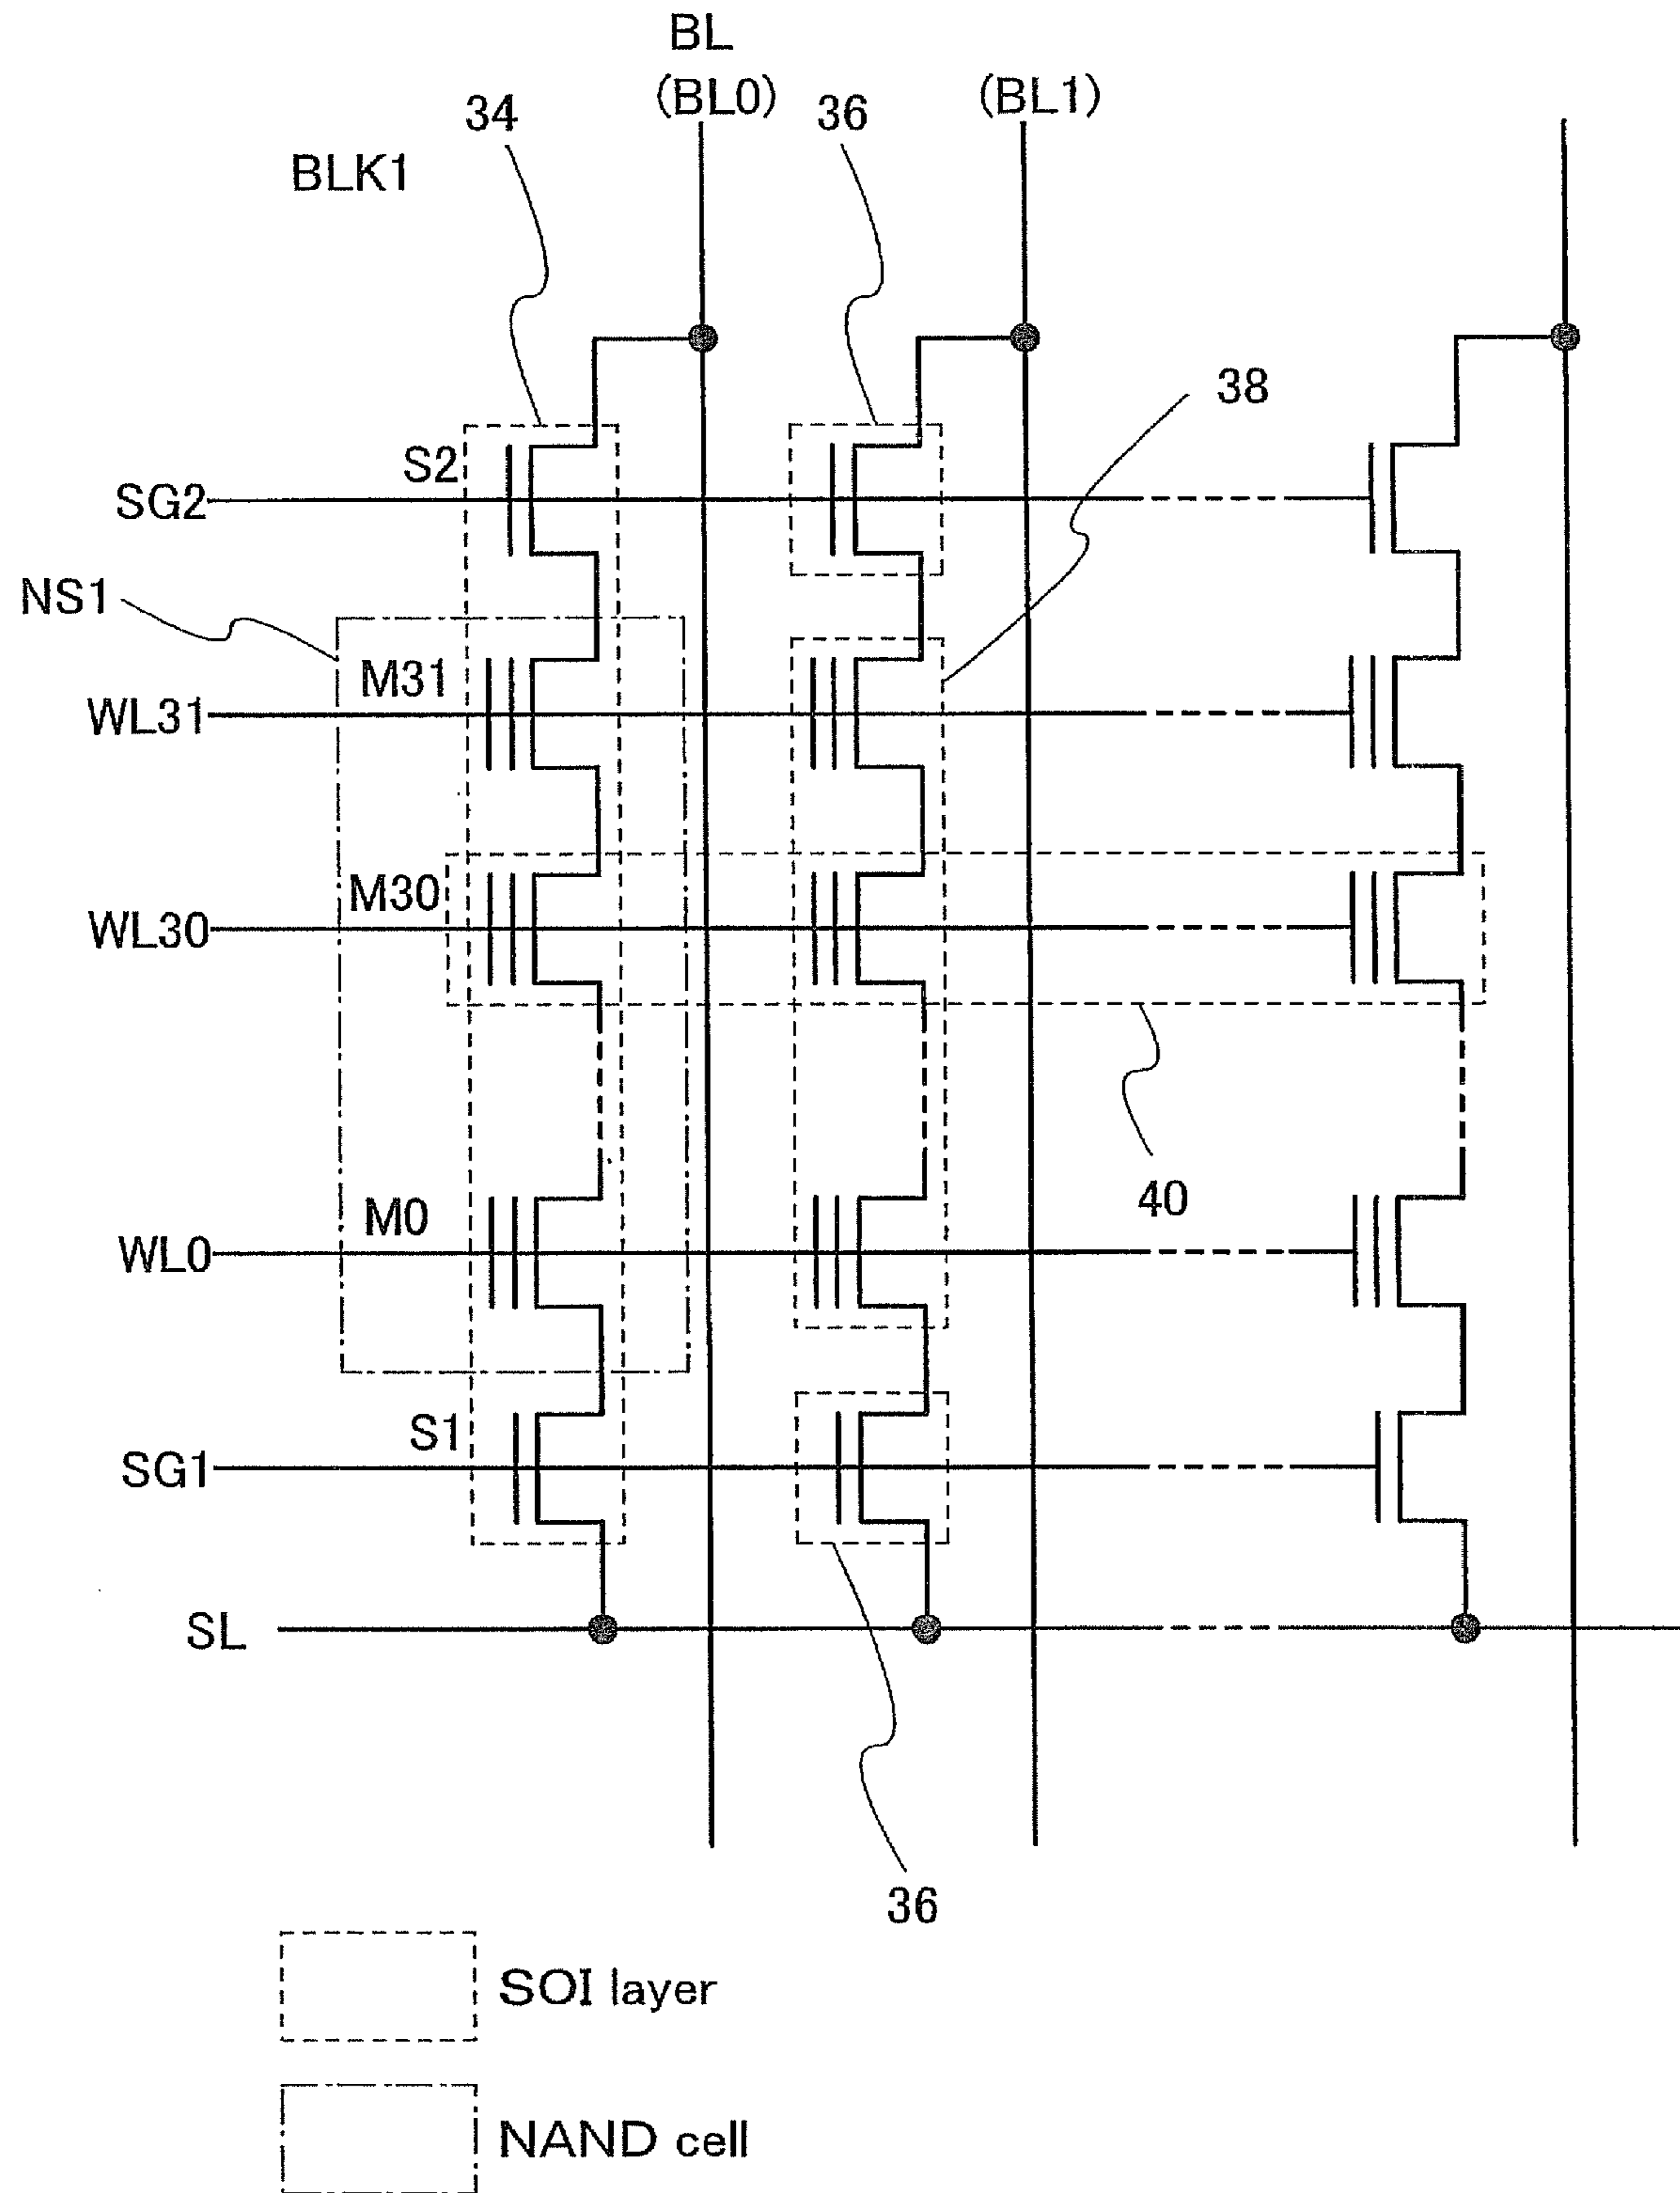 BL
(BL0)
(BL1)
34
36
BLK1
38
S2
SG2
NS1
M31
WL31
M30
WL30
40
M0
WL0
S1
SG1
SL
36
SOI layer
NAND cell